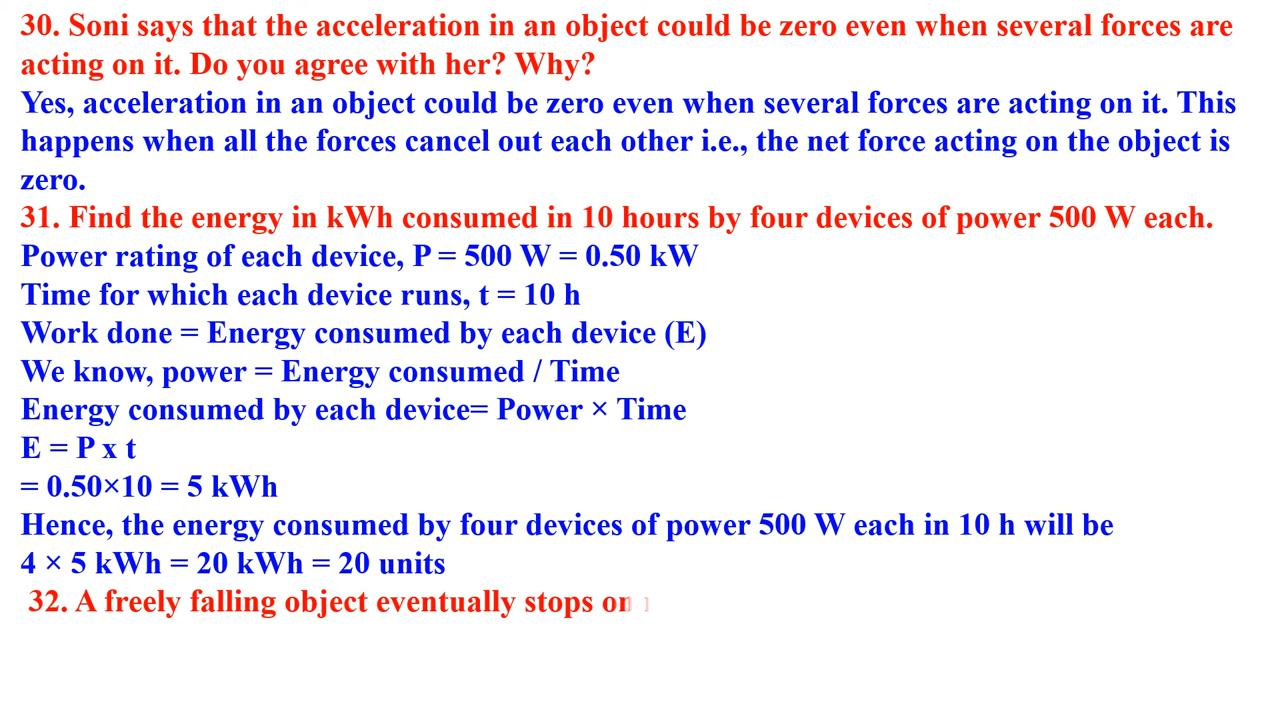 30. Soni says that the acceleration in an object could be zero even when several forces are
acting on it. Do you agree with her? Why?
Yes, acceleration in an object could be zero even when several forces are acting on it. This
happens when all the forces cancel out each other i.e., the net force acting on the object is
zero.
31. Find the energy in kWh consumed in 10 hours by four devices of power 500 W each.
Power rating of each device, P = 500 W = 0.50 kW
Time for which each device runs, t = 10 h
Work done = Energy consumed by each device (E)
We know, power = Energy consumed / Time
Energy consumed by each device= Power × Time
E = P x t
= 0.50×10 = 5 kWh
Hence, the energy consumed by four devices of power 500 W each in 10 h will be
4 × 5 kWh = 20 kWh = 20 units
32. A freely falling object eventually stops on